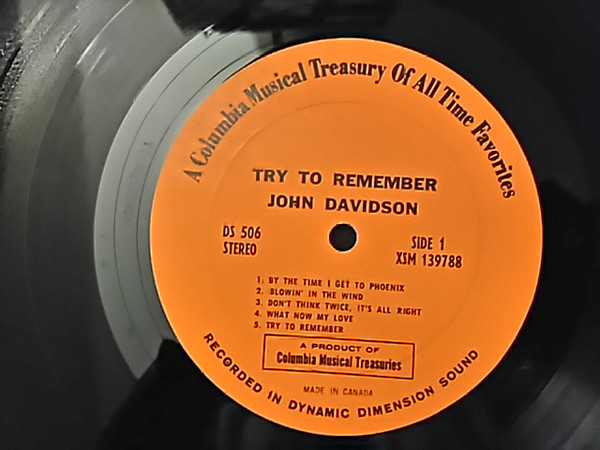 A Columbia Musical Treasury Of All Time Favorites
TRY TO REMEMBER
JOHN DAVIDSON
DS 506
STEREO
SIDE 1
XSM 139788
1. BY THE TIME I GET TO PHOENIX
2. BLOWIN' IN THE WIND
3. DON'T THINK TWICE, IT'S ALL RIGHT
4. WHAT NOW MY LOVE
5. TRY TO REMEMBER
A PRODUCT OF
Columbia Musical Treasuries
MADE IN CANADA
RECORDED IN DYNAMIC DIMENSION SOUND